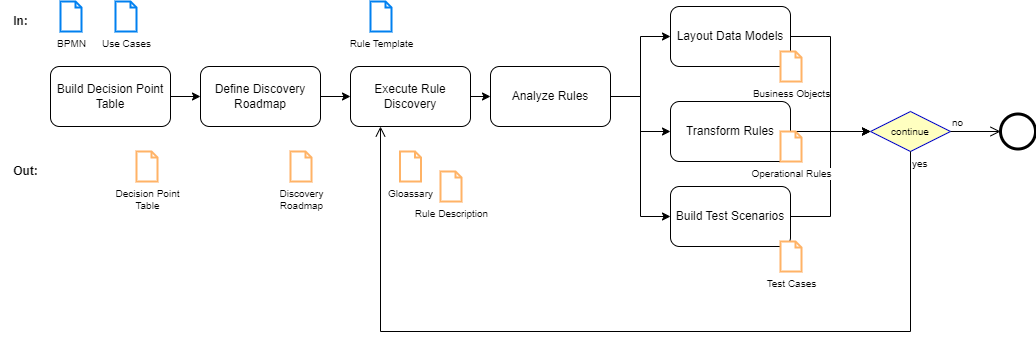 In:
BPMN
Use Cases
Rule Template
Build Decision Point
Table
Define Discovery
Roadmap
Execute Rule
Discovery
Analyze Rules
Layout Data Models
Business Objects
Transform Rules
Operational Rules
Build Test Scenarios
Test Cases
continue
no
yes
Out:
Decision Point
Table
Discovery
Roadmap
Gloassary
Rule Description